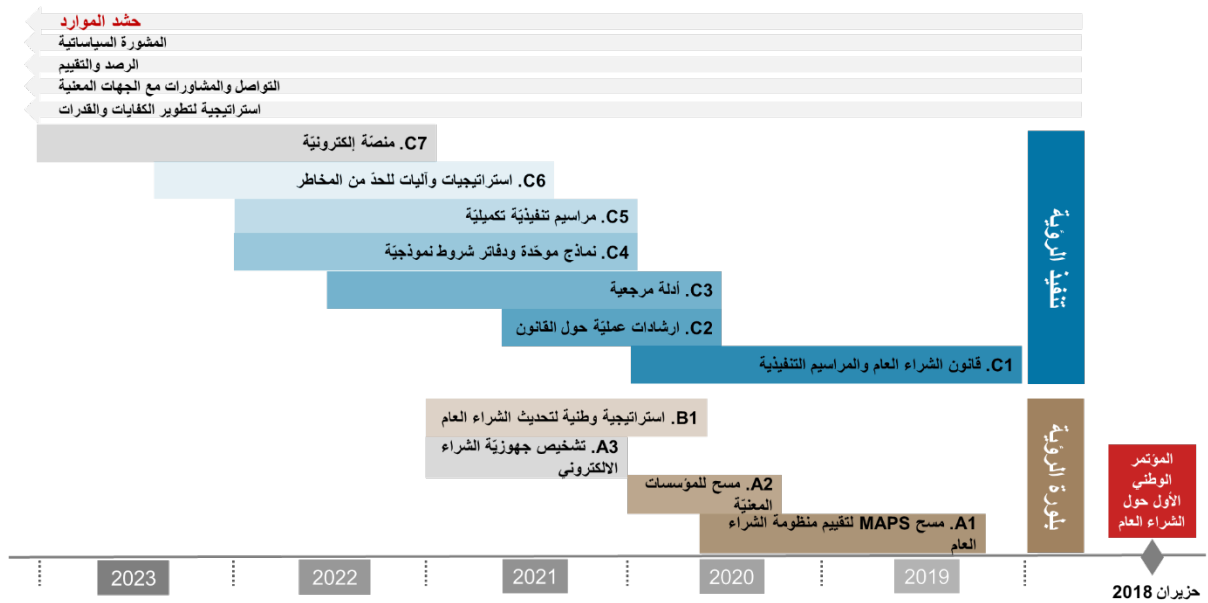 حشد الموارد
المشورة السياساتية
الرصد والتقييم
التواصل والمشاورات مع الجهات المعنية
استراتيجية لتطوير الكفايات والقدرات
تنفيذ الرؤية
C7. منصّة إلكترونيّة
C6. استراتيجيات وآليات للحدّ من المخاطر
C5. مراسيم تنفيذيّة تكميليّة
C4. نماذج موحّدة ودفاتر شروط نموذجيّة
C3. أدلة مرجعية
C2. ارشادات عمليّة حول القانون
C1. قانون الشراء العام والمراسيم التنفيذية
بلورة الرؤية
B1. استراتيجية وطنية لتحديث الشراء العام
A3. تشخيص جهوزيّة الشراء
الالكتروني
A2. مسح للمؤسسات
المعنيّة
A1. مسح MAPS لتقييم منظومة الشراء
العام
المؤتمر
الوطني
الأول حول
الشراء العام
حزيران 2018
2019
2020
2021
2022
2023